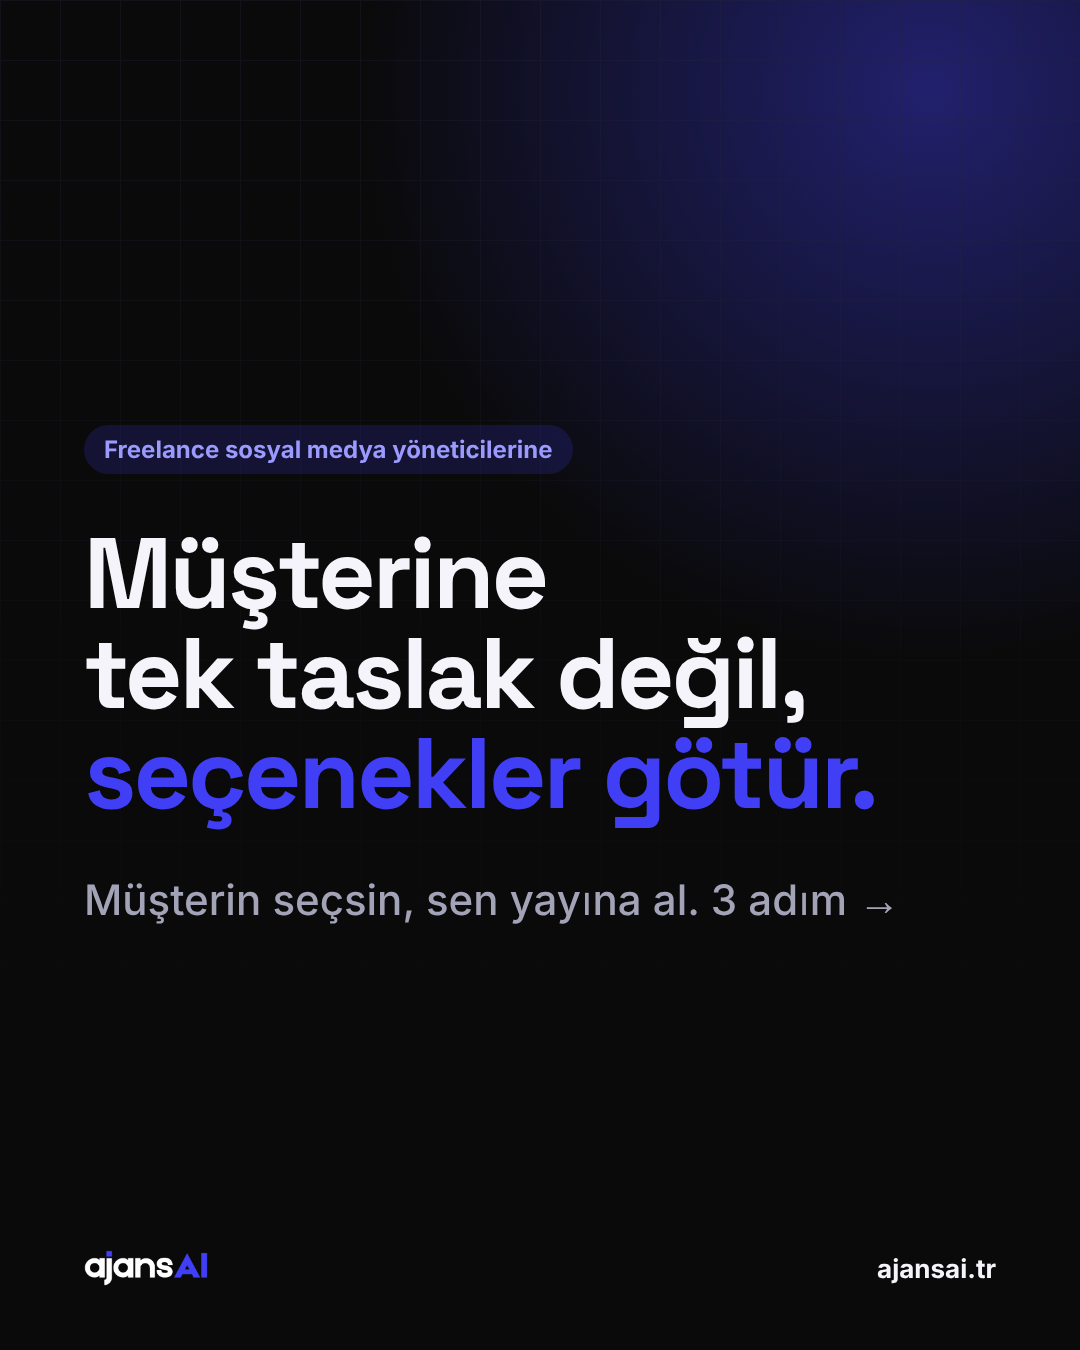 Freelance sosyal medya yöneticilerine
Müşterine
tek taslak değil,
seçenekler götür.
Müşterin seçsin, sen yayına al. 3 adım →
ajansAI
ajansai.tr